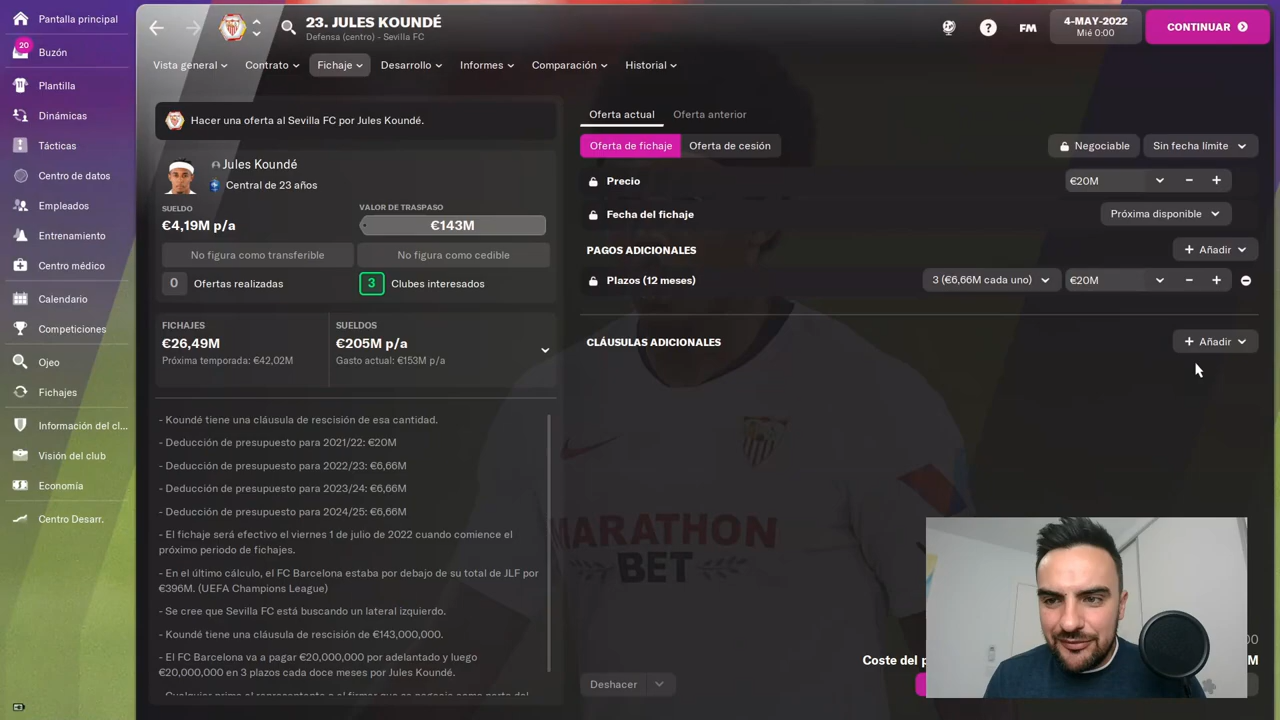 Pantalla principal
20
Buzón
Plantilla
Dinámicas
Tácticas
Centro de datos
Empleados
Entrenamiento
Centro médico
Calendario
Competiciones
Ojeo
Fichajes
Información del cl...
Visión del club
Economía
Centro Desarr.
23. JULES KOUNDÉ
Defensa (centro) - Sevilla FC
FM
4-MAY-2022
Mié 0:00
CONTINUAR
Vista general
Contrato
Fichaje
Desarrollo
Informes
Comparación
Historial
Hacer una oferta al Sevilla FC por Jules Koundé.
Jules Koundé
Central de 23 años
SUELDO
€4,19M p/a
VALOR DE TRASPASO
€143M
No figura como transferible
No figura como cedible
0 Ofertas realizadas
3 Clubes interesados
FICHAJES
€26,49M
Próxima temporada: €42,02M
SUELDOS
€205M p/a
Gasto actual: €153M p/a
- Koundé tiene una cláusula de rescisión de esa cantidad.
- Deducción de presupuesto para 2021/22: €20M
- Deducción de presupuesto para 2022/23: €6,66M
- Deducción de presupuesto para 2023/24: €6,66M
- Deducción de presupuesto para 2024/25: €6,66M
- El fichaje será efectivo el viernes 1 de julio de 2022 cuando comience el
próximo periodo de fichajes.
- En el último cálculo, el FC Barcelona estaba por debajo de su total de JLF por
€396M. (UEFA Champions League)
- Se cree que Sevilla FC está buscando un lateral izquierdo.
- Koundé tiene una cláusula de rescisión de €143,000,000.
- El FC Barcelona va a pagar €20,000,000 por adelantado y luego
€20,000,000 en 3 plazos cada doce meses por Jules Koundé.
Oferta actual
Oferta anterior
Oferta de fichaje
Oferta de cesión
Negociable
Sin fecha límite
Precio
€20M
Fecha del fichaje
Próxima disponible
PAGOS ADICIONALES
Añadir
Plazos (12 meses)
3 (€6,66M cada uno)
€20M
CLÁUSULAS ADICIONALES
Añadir
MARATHON
BET
Coste del p
Deshacer